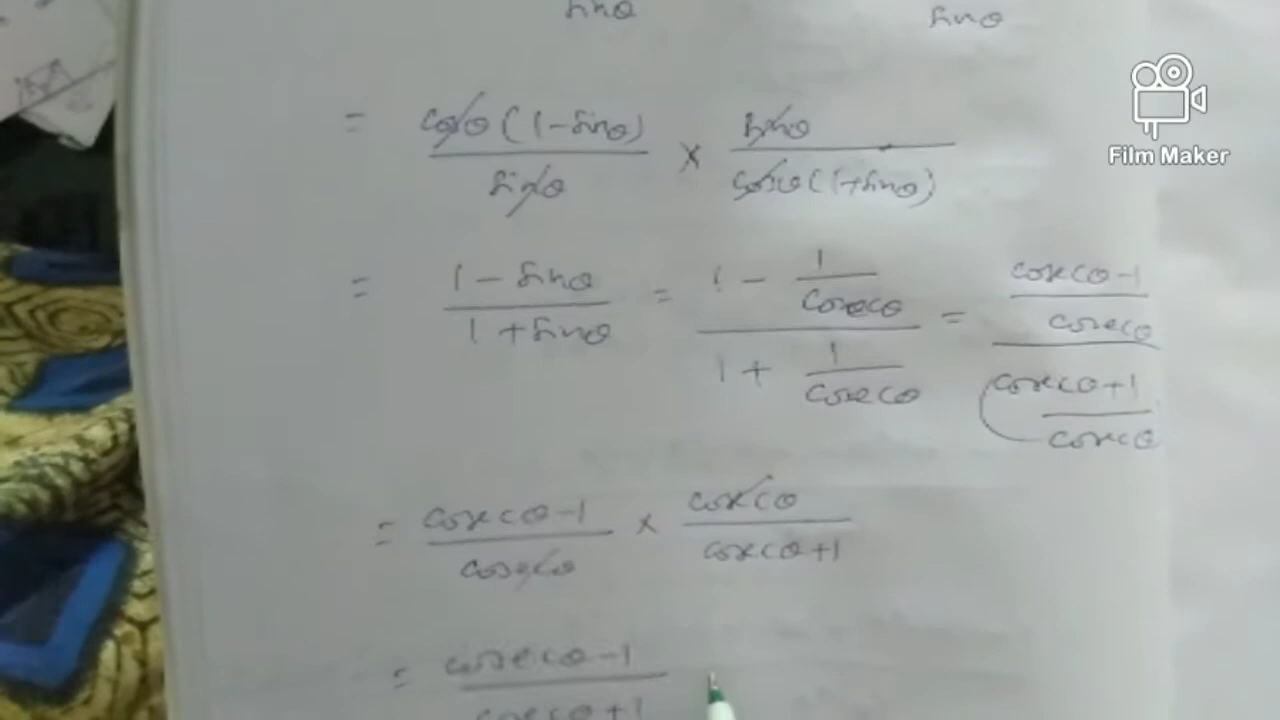 sinθ sinθ
= cosθ(1-sinθ)/sinθ × sinθ/cosθ(1+sinθ)
Film Maker
= 1-sinθ/1+sinθ = 1-1/cosecθ/1+1/cosecθ = cosecθ-1/cosecθ/cosecθ+1/cosecθ
= cosecθ-1/cosecθ × cosecθ/cosecθ+1
= cosecθ-1/cosecθ+1